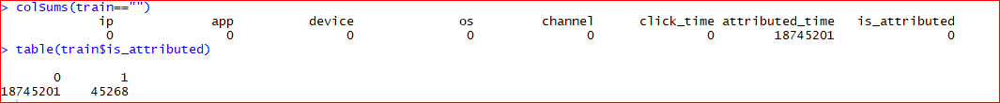 > colSums(train=="")
ip app device os channel click_time attributed_time is_attributed
0 0 0 0 0 0 18745201 0
> table(train$is_attributed)
0 1
18745201 45268